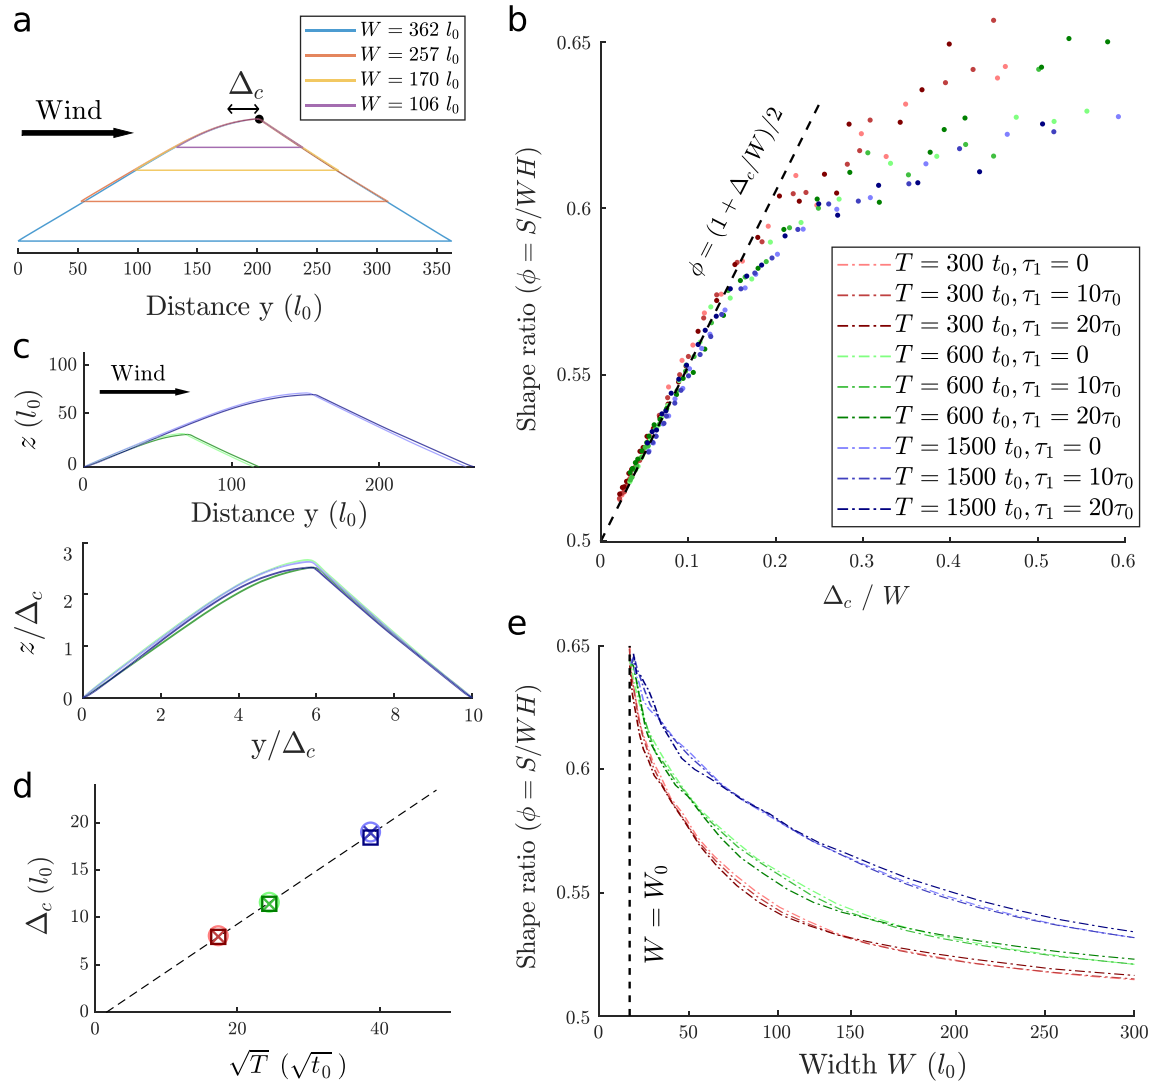 a
W = 362 l₀
W = 257 l₀
W = 170 l₀
W = 106 l₀
Δc
Wind
0 50 100 150 200 250 300 350
Distance y (l₀)
b
Shape ratio (ϕ = S/WH)
0.65
0.6
0.55
0.5
ϕ = (1 + Δc/W)/2
T = 300 t₀, τ₁ = 0
T = 300 t₀, τ₁ = 10τ₀
T = 300 t₀, τ₁ = 20τ₀
T = 600 t₀, τ₁ = 0
T = 600 t₀, τ₁ = 10τ₀
T = 600 t₀, τ₁ = 20τ₀
T = 1500 t₀, τ₁ = 0
T = 1500 t₀, τ₁ = 10τ₀
T = 1500 t₀, τ₁ = 20τ₀
0 0.1 0.2 0.3 0.4 0.5 0.6
Δc / W
c
z (l₀)
100
50
0
Wind
0 100 200
Distance y (l₀)
z/Δc
3
2
1
0
0 2 4 6 8 10
y/Δc
d
Δc (l₀)
20
15
10
5
0
0 20 40
√T (√t₀)
e
Shape ratio (ϕ = S/WH)
0.65
0.6
0.55
0.5
W = W₀
0 50 100 150 200 250 300
Width W (l₀)